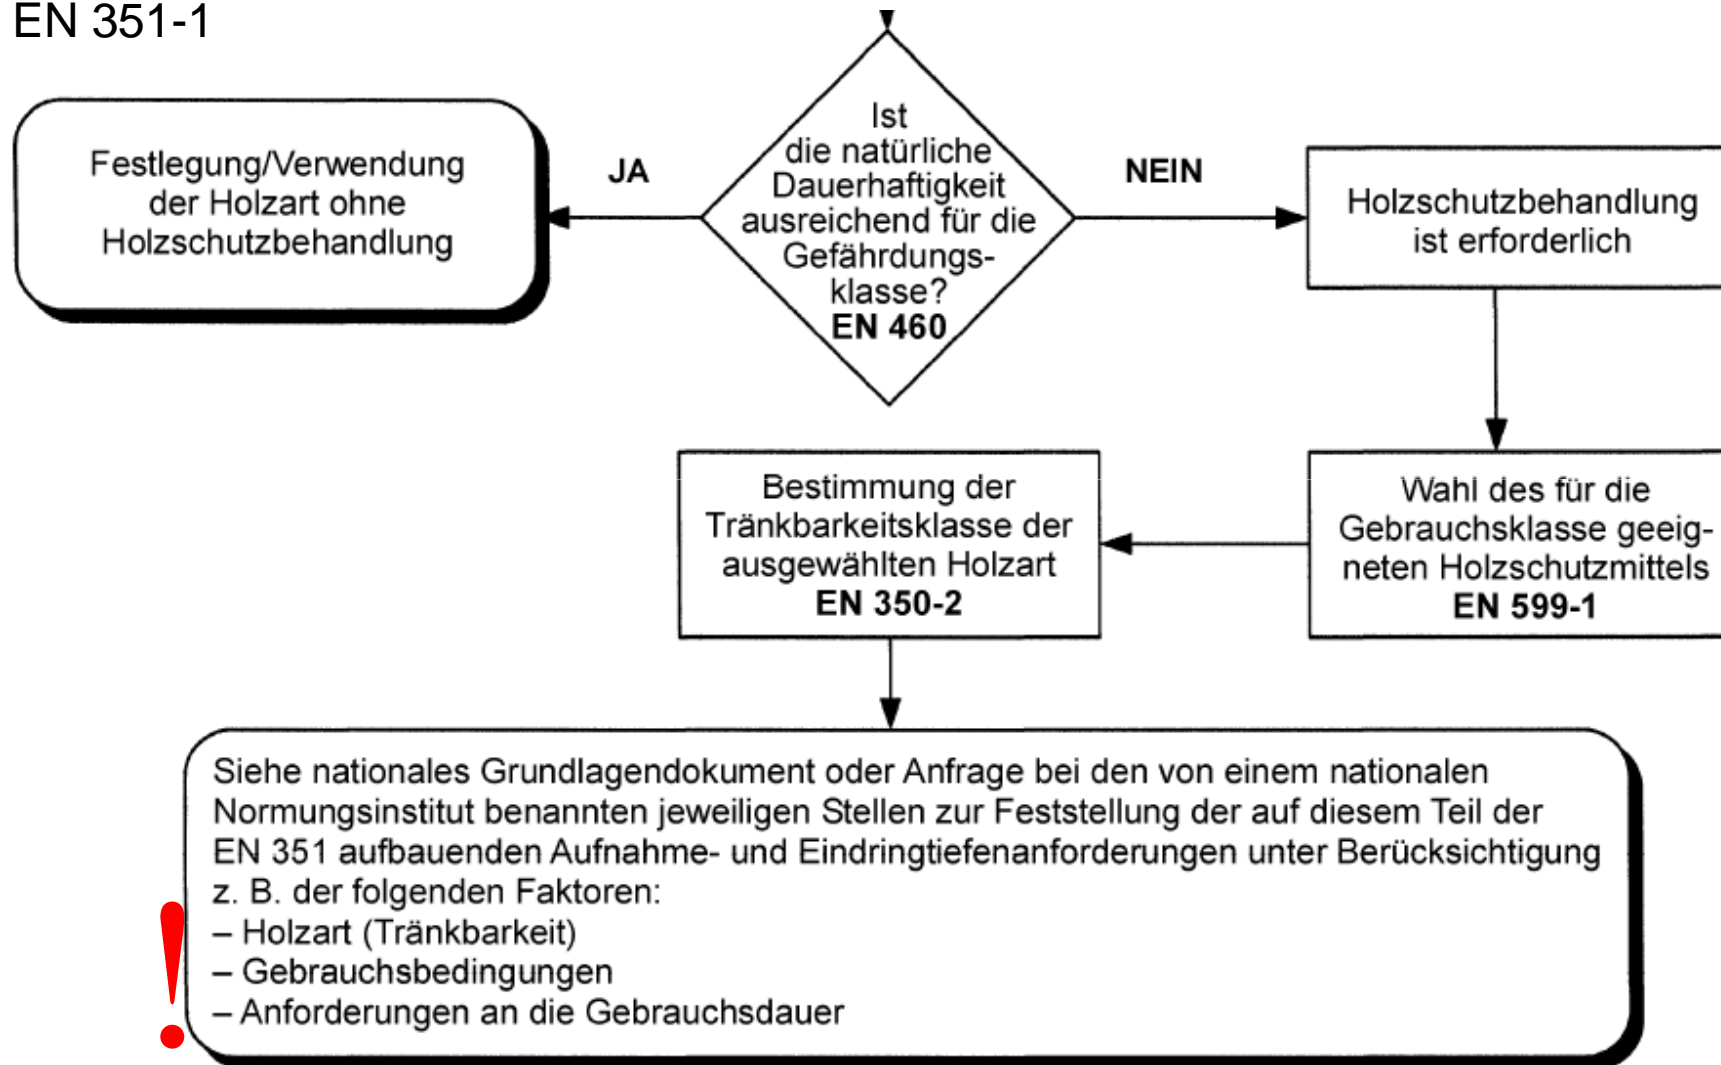 EN 351-1
Ist
die natürliche
Dauerhaftigkeit
ausreichend für die
Gefährdungs-
klasse?
EN 460
JA
NEIN
Festlegung/Verwendung
der Holzart ohne
Holzschutzbehandlung
Holzschutzbehandlung
ist erforderlich
Wahl des für die
Gebrauchsklasse geeig-
neten Holzschutzmittels
EN 599-1
Bestimmung der
Tränkbarkeitsklasse der
ausgewählten Holzart
EN 350-2
Siehe nationales Grundlagendokument oder Anfrage bei den von einem nationalen
Normungsinstitut benannten jeweiligen Stellen zur Feststellung der auf diesem Teil der
EN 351 aufbauenden Aufnahme- und Eindringtiefenanforderungen unter Berücksichtigung
z. B. der folgenden Faktoren:
– Holzart (Tränkbarkeit)
– Gebrauchsbedingungen
– Anforderungen an die Gebrauchsdauer
!